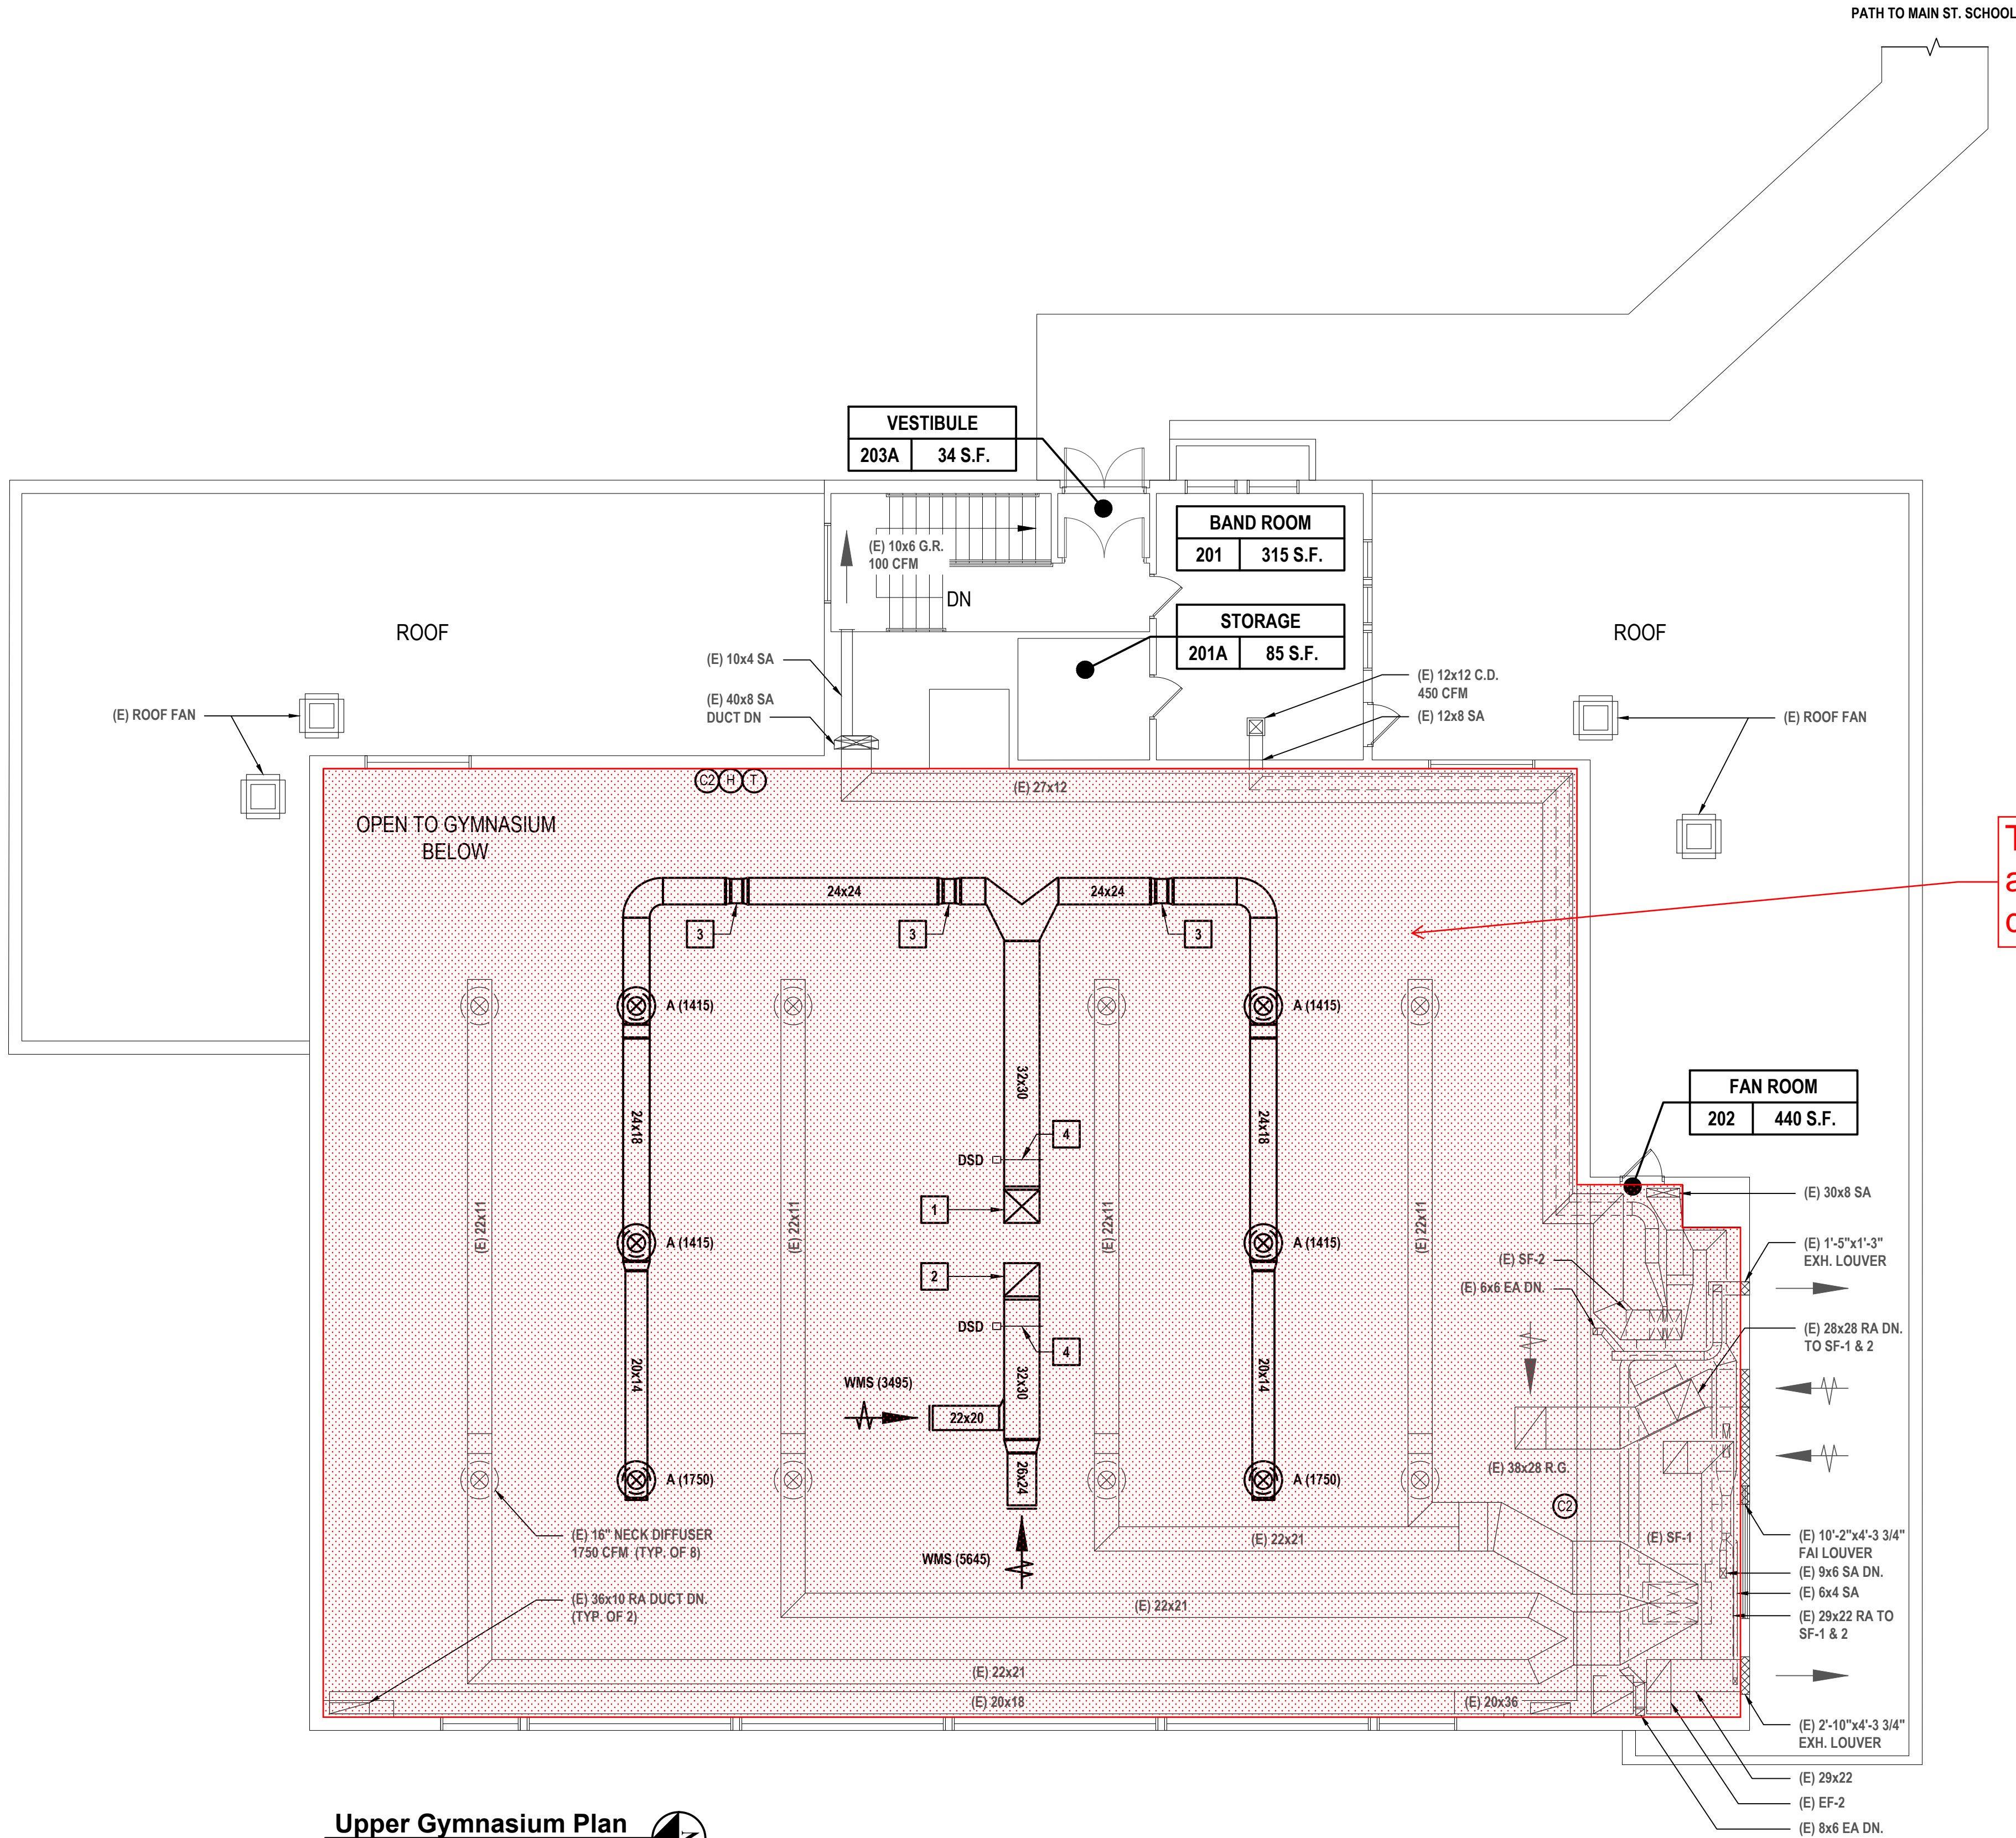 PATH TO MAIN ST. SCHOOL
VESTIBULE
203A 34 S.F.
BAND ROOM
201 315 S.F.
(E) 10x6 G.R.
100 CFM
DN
STORAGE
201A 85 S.F.
ROOF
ROOF
(E) 10x4 SA
(E) 40x8 SA
DUCT DN
(E) 12x12 C.D.
450 CFM
(E) 12x8 SA
(E) ROOF FAN
(E) ROOF FAN
C2 H T
(E) 27x12
OPEN TO GYMNASIUM
BELOW
24x24
24x24
3
3
3
A (1415)
A (1415)
32x30
24x18
24x18
4
DSD
FAN ROOM
202 440 S.F.
(E) 30x8 SA
1
(E) 22x11
(E) 22x11
(E) 22x11
(E) 22x11
A (1415)
A (1415)
(E) 1'-5"x1'-3"
EXH. LOUVER
(E) SF-2
2
(E) 6x6 EA DN.
DSD
4
(E) 28x28 RA DN.
TO SF-1 & 2
20x14
32x30
20x14
WMS (3495)
22x20
A (1750)
26x24
A (1750)
(E) 38x28 R.G.
C2
(E) 16" NECK DIFFUSER
1750 CFM (TYP. OF 8)
WMS (5645)
(E) 22x21
(E) SF-1
(E) 10'-2"x4'-3 3/4"
FAI LOUVER
(E) 9x6 SA DN.
(E) 6x4 SA
(E) 36x10 RA DUCT DN.
(TYP. OF 2)
(E) 22x21
(E) 29x22 RA TO
SF-1 & 2
(E) 22x21
(E) 20x18
(E) 20x36
(E) 2'-10"x4'-3 3/4"
EXH. LOUVER
(E) 29x22
(E) EF-2
(E) 8x6 EA DN.
Upper Gymnasium Plan